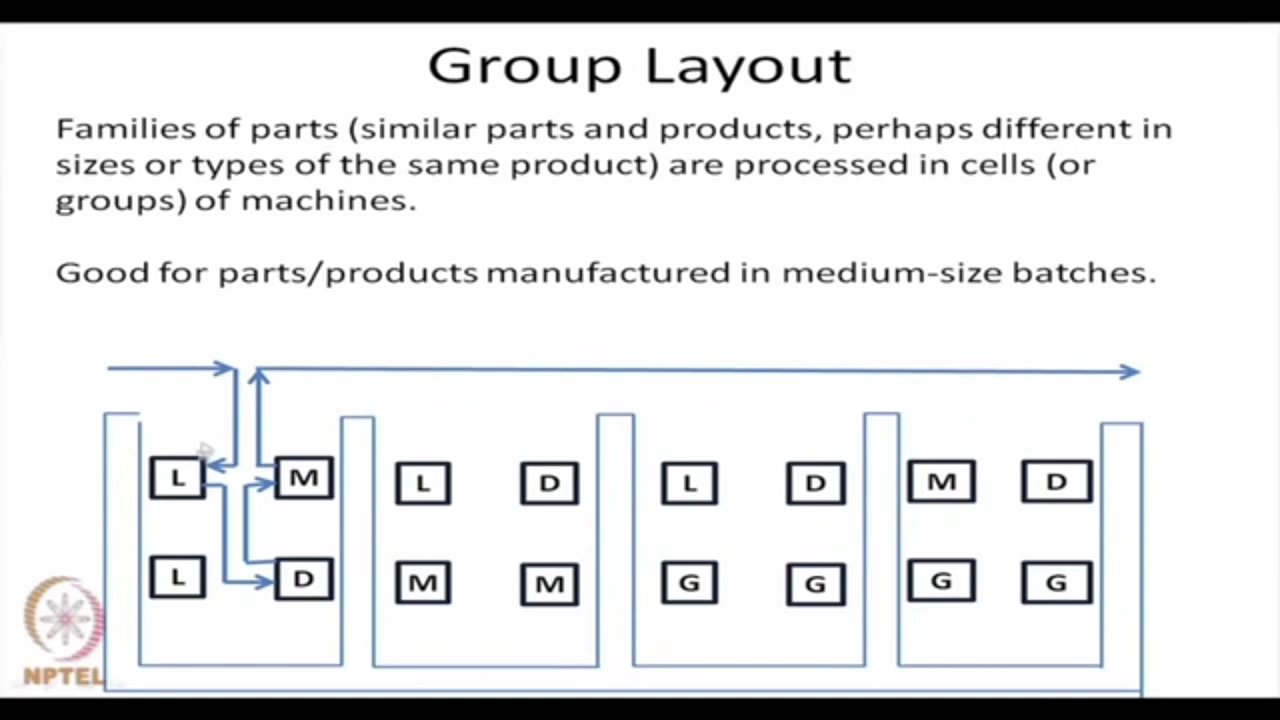 Group Layout
Families of parts (similar parts and products, perhaps different in
sizes or types of the same product) are processed in cells (or
groups) of machines.
Good for parts/products manufactured in medium-size batches.
L M L D L D M D
L D M M G G G G
NPTEL